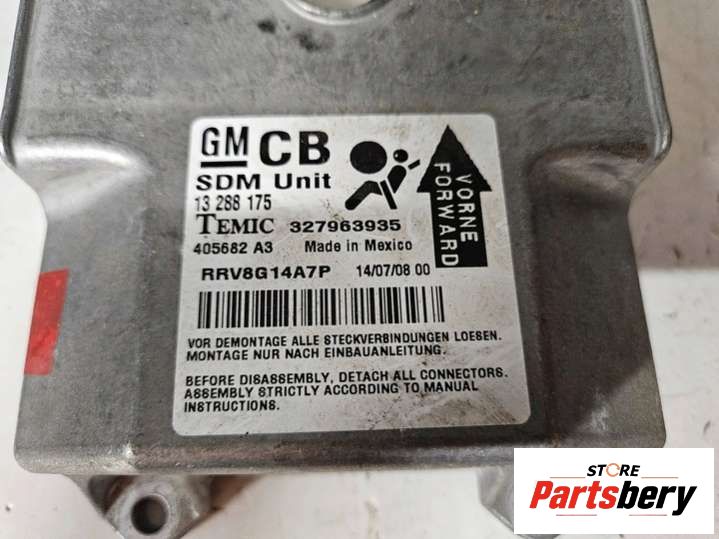 GM CB
SDM Unit
13 288 175
TEMIC 327963935
405682 A3 Made in Mexico
RRV8G14A7P 14/07/08 00
VORNE
FORWARD
VOR DEMONTAGE ALLE STECKVERBINDUNGEN LOESEN.
MONTAGE NUR NACH EINBAUANLEITUNG.
BEFORE DISASSEMBLY, DETACH ALL CONNECTORS.
ASSEMBLY STRICTLY ACCORDING TO MANUAL
INSTRUCTIONS.
STORE
Partsbery